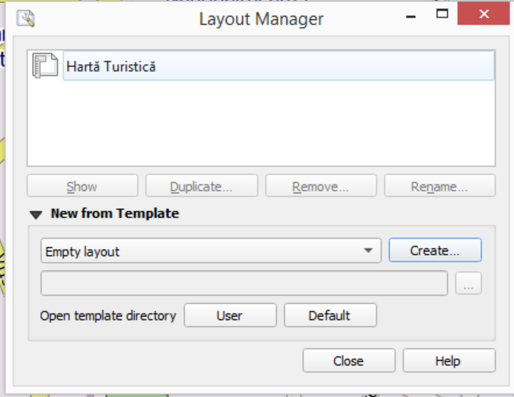 Layout Manager
Hartă Turistică
Show Duplicate... Remove... Rename...
New from Template
Empty layout Create...
...
Open template directory User Default
Close Help